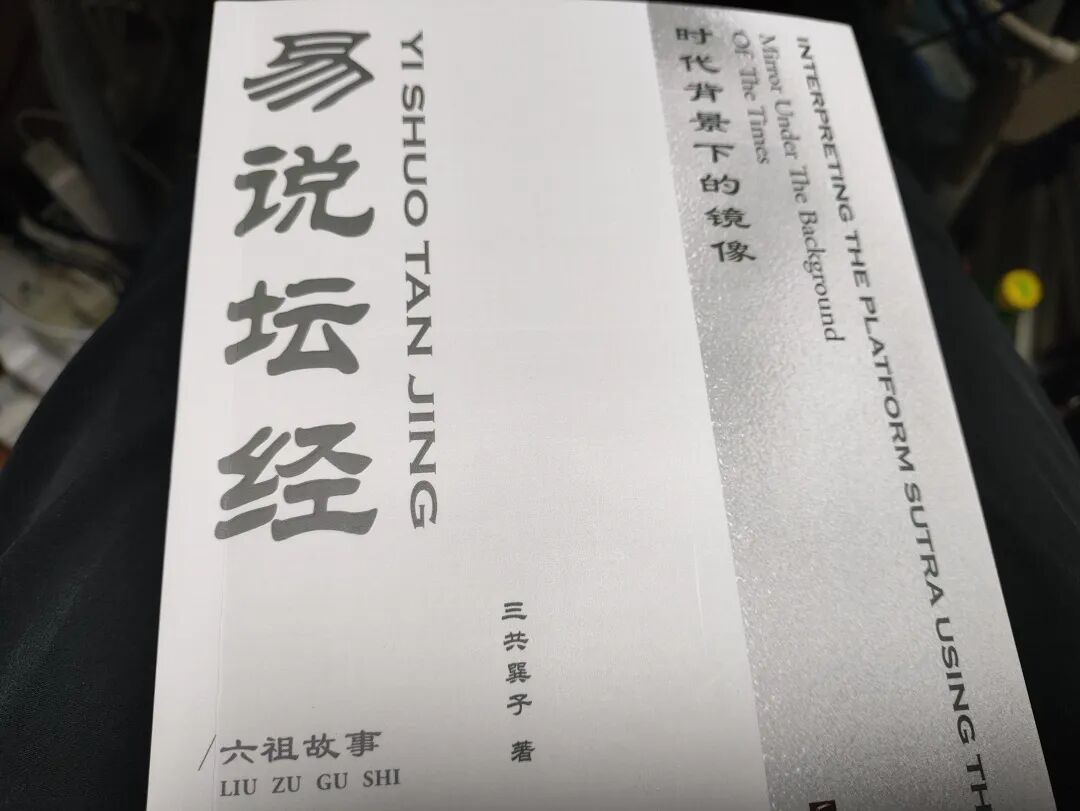 易说坛经
YI SHUO TAN JING
时代背景下的镜像
Mirror Under The Background
Of The Times
INTERPRETING THE PLATFORM SUTRA USING TH
三共巽子 著
六祖故事
LIU ZU GU SHI